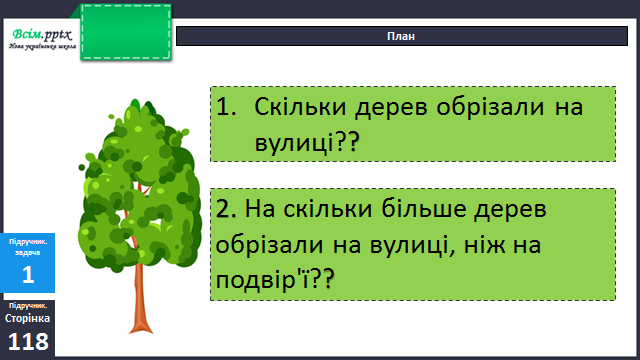 Всім.pptx
Нова українська школа
План
1. Скільки дерев обрізали на
вулиці??
2. На скільки більше дерев
обрізали на вулиці, ніж на
подвір'ї??
Підручник.
задача
1
Підручник.
Сторінка
118